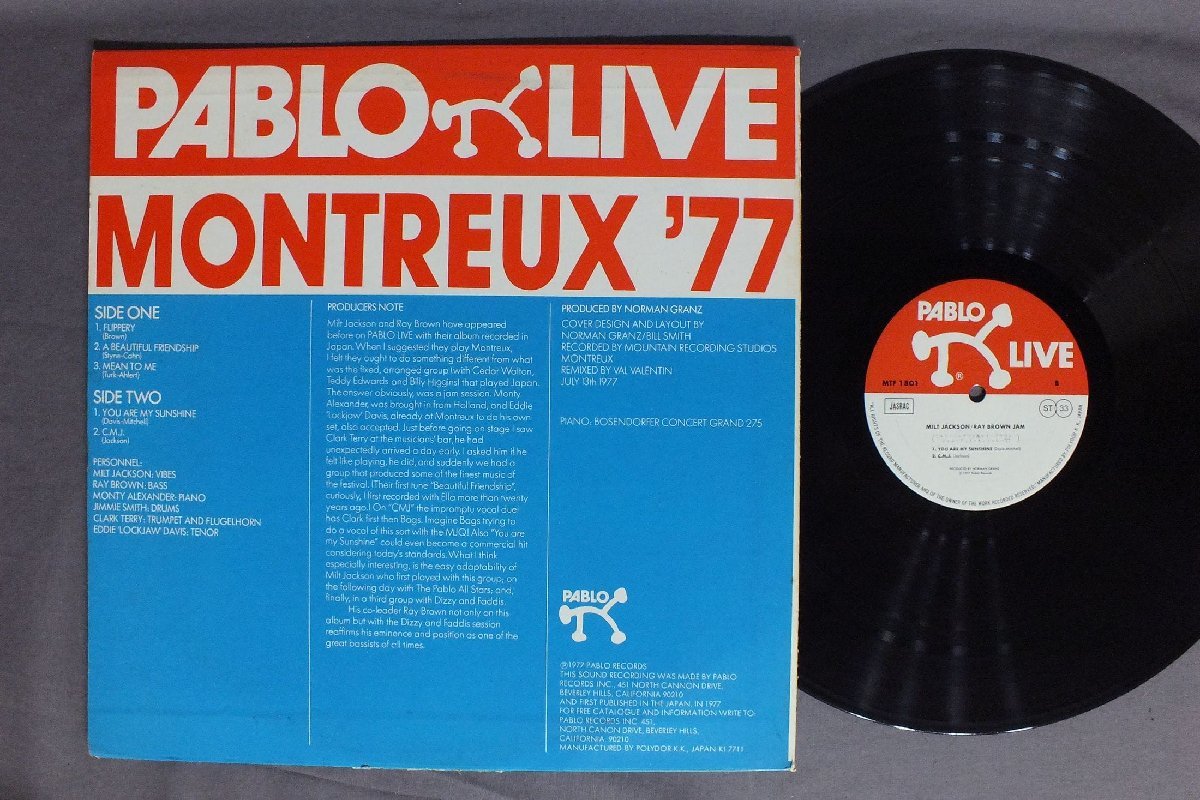 PABLO LIVE
MONTREUX '77
SIDE ONE
1. FLIPPERY
(Brown)
2. A BEAUTIFUL FRIENDSHIP
(Styne-Cahn)
3. MEAN TO ME
(Turk-Ahlert)
SIDE TWO
1. YOU ARE MY SUNSHINE
(Davis-Mitchell)
2. C.M.J.
(Jackson)
PERSONNEL:
MILT JACKSON: VIBES
RAY BROWN: BASS
MONTY ALEXANDER: PIANO
JIMMIE SMITH: DRUMS
CLARK TERRY: TRUMPET AND FLUGELHORN
EDDIE 'LOCKJAW' DAVIS: TENOR
PRODUCERS NOTE
Milt Jackson and Ray Brown have appeared
before on PABLO LIVE with their album recorded in
Japan. When I suggested they play Montreux,
I felt they ought to do something different from what
was the fixed, arranged group (with Cedar Walton,
Teddy Edwards and Billy Higgins) that played Japan.
The answer obviously, was a jam session. Monty
Alexander, was brought in from Holland, and Eddie
'Lockjaw' Davis, already at Montreux to do his own
set, also accepted. Just before going on stage I saw
Clark Terry at the musicians' bar, he had
unexpectedly arrived a day early. I asked him if he
felt like playing, he did, and suddenly we had a
group that produced some of the finest music of
the festival. (Their first tune "Beautiful Friendship",
curiously, I first recorded with Ella more than twenty
years ago.) On "CMJ" the impromptu vocal duet
has Clark first then Bags. Imagine Bags trying to
do a vocal of this sort with the MJQ!! Also "You are
my Sunshine" could even become a commercial hit
considering today's standards. What I think
especially interesting, is the easy adaptability of
Milt Jackson who first played with this group; on
the following day with The Pablo All Stars; and,
finally, in a third group with Dizzy and Faddis.
His co-leader Ray Brown not only on this
album but with the Dizzy and Faddis session
reaffirms his eminence and position as one of the
great bassists of all times.
PRODUCED BY NORMAN GRANZ
COVER DESIGN AND LAYOUT BY
NORMAN GRANZ/BILL SMITH
RECORDED BY MOUNTAIN RECORDING STUDIOS
MONTREUX
REMIXED BY VAL VALENTIN
JULY 13th 1977
PIANO: BOSENDORFER CONCERT GRAND 275
PABLO
℗1977 PABLO RECORDS
THIS SOUND RECORDING WAS MADE BY PABLO
RECORDS INC., 451 NORTH CANNON DRIVE,
BEVERLEY HILLS, CALIFORNIA 90210
AND FIRST PUBLISHED IN THE JAPAN. IN 1977
FOR FREE CATALOGUE AND INFORMATION WRITE TO:
PABLO RECORDS INC. 451,
NORTH CANON DRIVE, BEVERLEY HILLS,
CALIFORNIA. 90210
MANUFACTURED BY POLYDOR K.K., JAPAN KI 7711
PABLO
LIVE
®
MTF 1801 B
JASRAC ST 33
MILT JACKSON/RAY BROWN JAM
1. YOU ARE MY SUNSHINE (Davis-Mitchell)
2. C.M.J. (Jackson)
PRODUCED BY NORMAN GRANZ